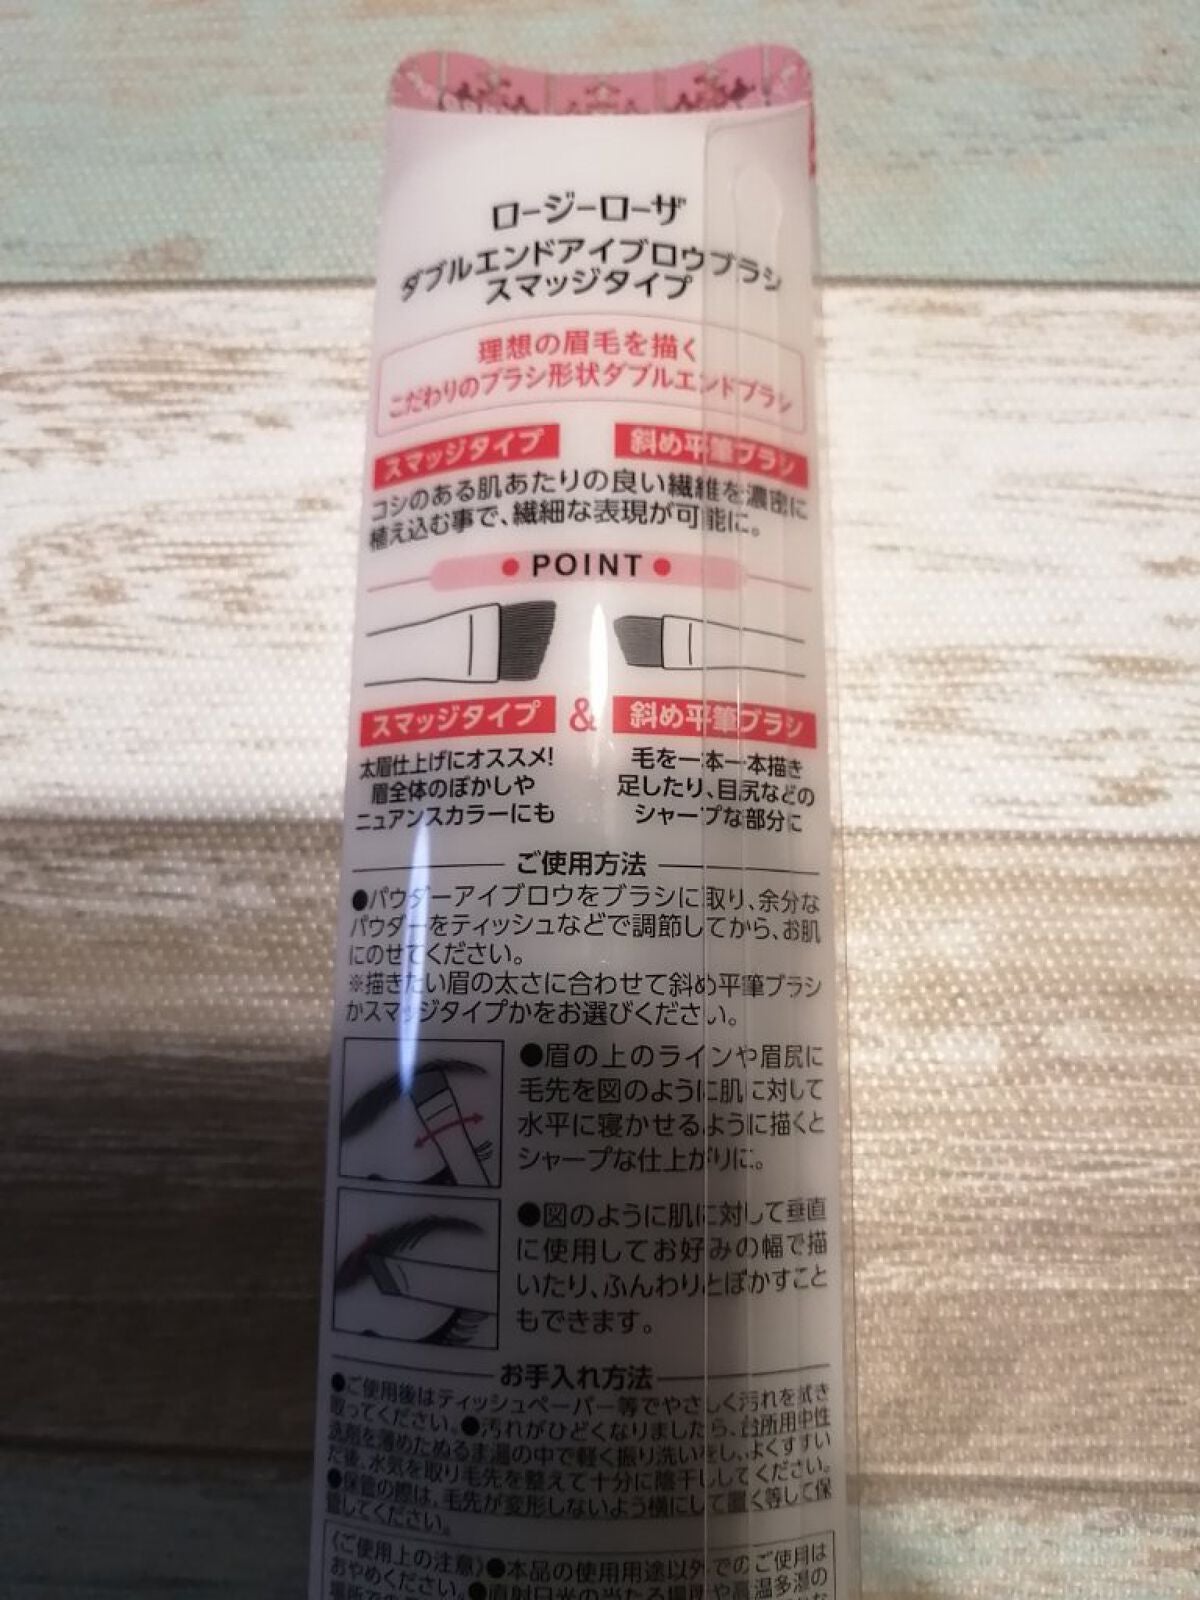 ロージーローザ
ダブルエンドアイブロウブラシ
スマッジタイプ
理想の眉毛を描く
こだわりのブラシ形状ダブルエンドブラシ
スマッジタイプ 斜め平筆ブラシ
コシのある肌あたりの良い繊維を濃密に
植え込む事で、繊細な表現が可能に。
● POINT ●
スマッジタイプ & 斜め平筆ブラシ
太眉仕上げにオススメ!
眉全体のぼかしや
ニュアンスカラーにも
毛を一本一本描き
足したり、目尻などの
シャープな部分に
ご使用方法
●パウダーアイブロウをブラシに取り、余分な
パウダーをティッシュなどで調節してから、お肌
にのせてください。
※描きたい眉の太さに合わせて斜め平筆ブラシ
かスマッジタイプかをお選びください。
●眉の上のラインや眉尻に
毛先を図のように肌に対して
水平に寝かせるように描くと
シャープな仕上がりに。
●図のように肌に対して垂直
に使用してお好みの幅で描
いたり、ふんわりとぼかすこと
もできます。
お手入れ方法
●ご使用後はティッシュペーパー等でやさしく汚れを拭き
取ってください。●汚れがひどくなりましたら、台所用中性
洗剤を薄めたぬるま湯の中で軽く振り洗いをし、よくすすい
だ後、水気を取り毛先を整えて十分に陰干ししてください。
●保管の際は、毛先が変形しないよう横にして置く等して保
管してください。
〈ご使用上の注意〉●本品の使用用途以外でのご使用は
おやめください。●直射日光の当たる場所や高温多湿の